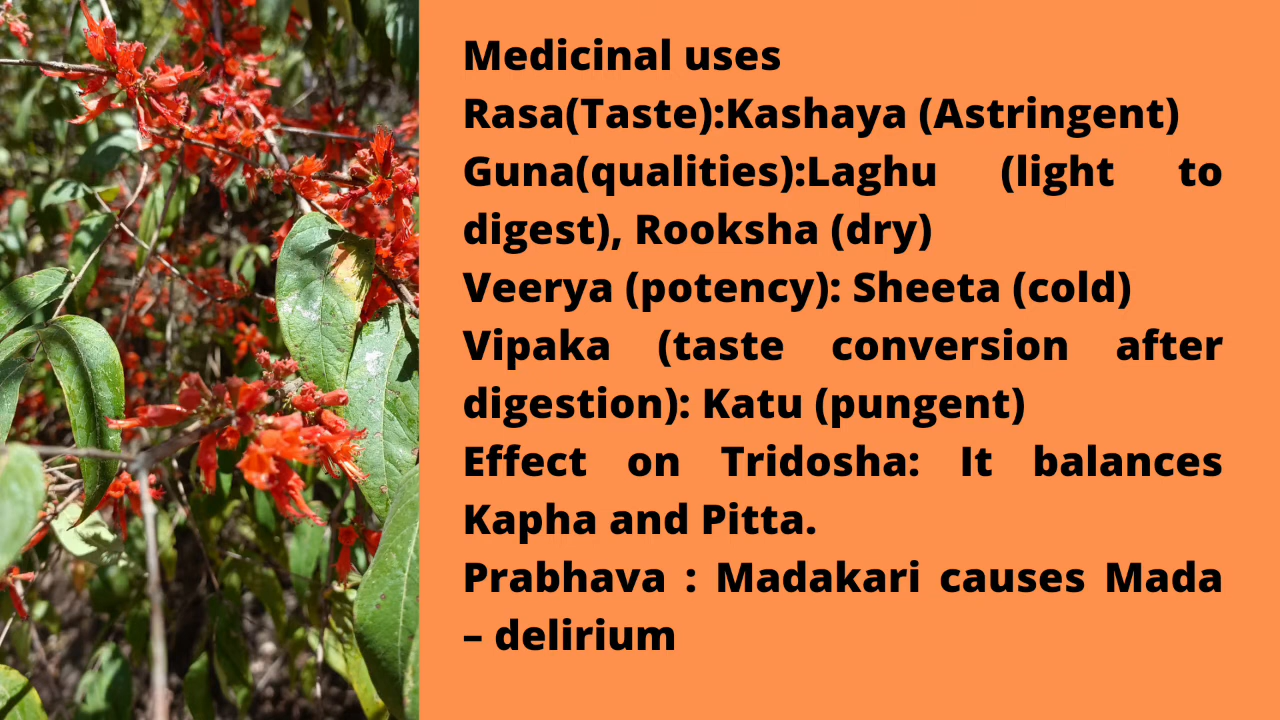 Medicinal uses
Rasa(Taste):Kashaya (Astringent)
Guna(qualities):Laghu (light to
digest), Rooksha (dry)
Veerya (potency): Sheeta (cold)
Vipaka (taste conversion after
digestion): Katu (pungent)
Effect on Tridosha: It balances
Kapha and Pitta.
Prabhava : Madakari causes Mada
– delirium